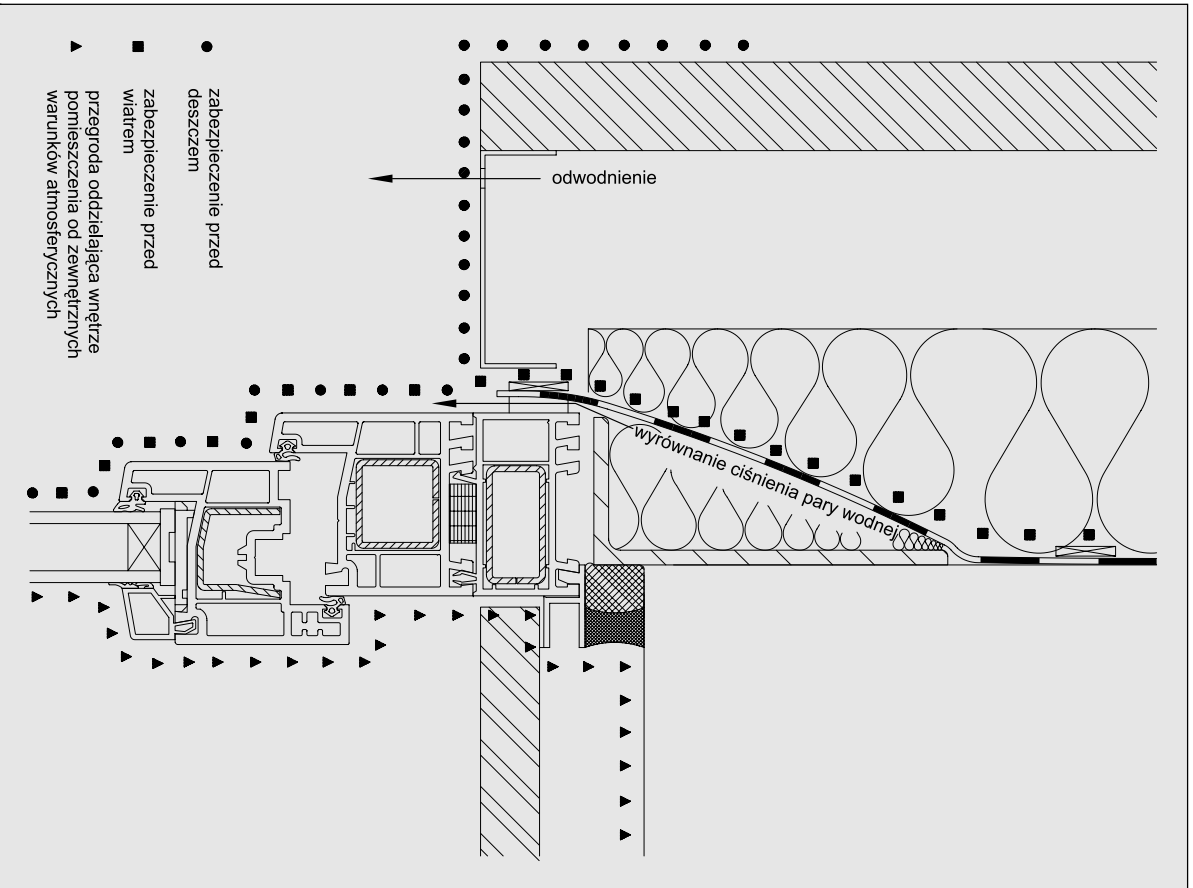 zabezpieczenie przed
deszczem
zabezpieczenie przed
wiatrem
przegroda oddzielająca wnętrze
pomieszczenia od zewnętrznych
warunków atmosferycznych
odwodnienie
wyrównanie ciśnienia pary wodnej